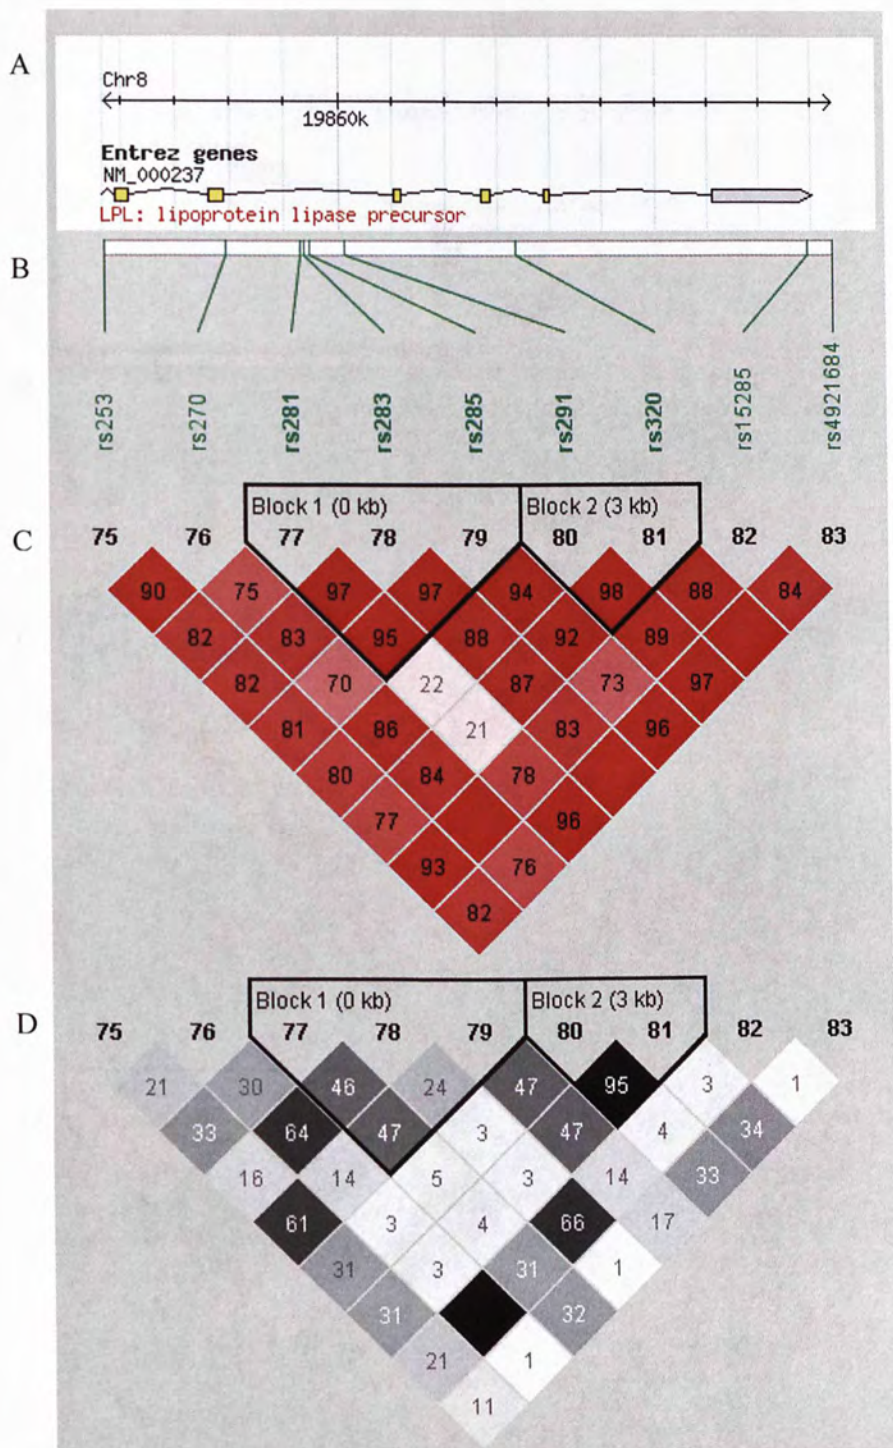 A
Chr8
19860k
Entrez genes
NM_000237
LPL: lipoprotein lipase precursor
B
rs253
rs270
rs281
rs283
rs285
rs291
rs320
rs15285
rs4921684
Block 1 (0 kb) Block 2 (3 kb)
C
75 76 77 78 79 80 81 82 83
90 75 97 97 94 98 88 84
82 83 95 88 92 89
82 70 22 87 73 97
81 86 21 83 96
80 84 78
77 96
93 76
82
Block 1 (0 kb) Block 2 (3 kb)
D
75 76 77 78 79 80 81 82 83
21 30 46 24 47 95 3 1
33 64 47 3 47 4 34
16 14 5 3 14 33
61 3 4 66 17
31 3 31 1
31 32
21 1
11